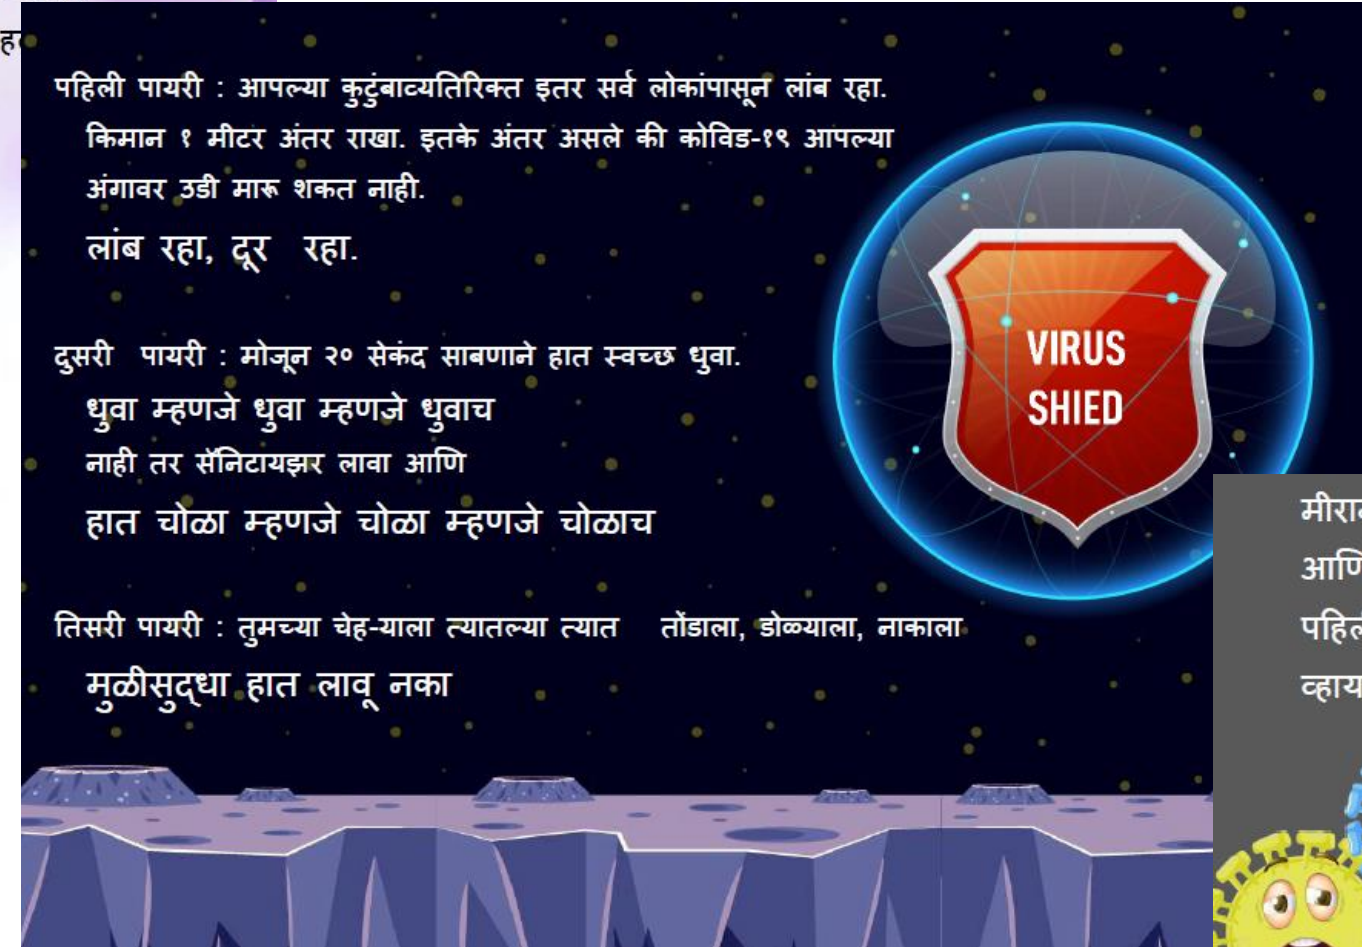 पहिली पायरी : आपल्या कुटुंबाव्यतिरिक्त इतर सर्व लोकांपासून लांब रहा.
किमान १ मीटर अंतर राखा. इतके अंतर असले की कोविड-१९ आपल्या
अंगावर उडी मारू शकत नाही.
लांब रहा, दूर रहा.
दुसरी पायरी : मोजून २० सेकंद साबणाने हात स्वच्छ धुवा.
धुवा म्हणजे धुवा म्हणजे धुवाच
नाही तर सॅनिटायझर लावा आणि
हात चोळा म्हणजे चोळा म्हणजे चोळाच
तिसरी पायरी : तुमच्या चेह-याला त्यातल्या त्यात तोंडाला, डोळ्याला, नाकाला
मुळीसुद्धा हात लावू नका
VIRUS
SHIED